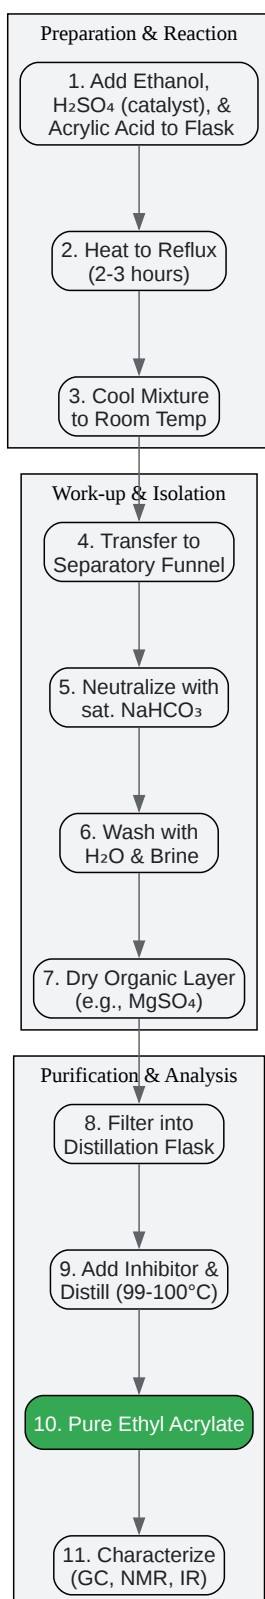 Preparation & Reaction
1. Add Ethanol,
H₂SO₄ (catalyst), &
Acrylic Acid to Flask
2. Heat to Reflux
(2-3 hours)
3. Cool Mixture
to Room Temp
Work-up & Isolation
4. Transfer to
Separatory Funnel
5. Neutralize with
sat. NaHCO₃
6. Wash with
H₂O & Brine
7. Dry Organic Layer
(e.g., MgSO₄)
Purification & Analysis
8. Filter into
Distillation Flask
9. Add Inhibitor &
Distill (99-100°C)
10. Pure Ethyl Acrylate
11. Characterize
(GC, NMR, IR)